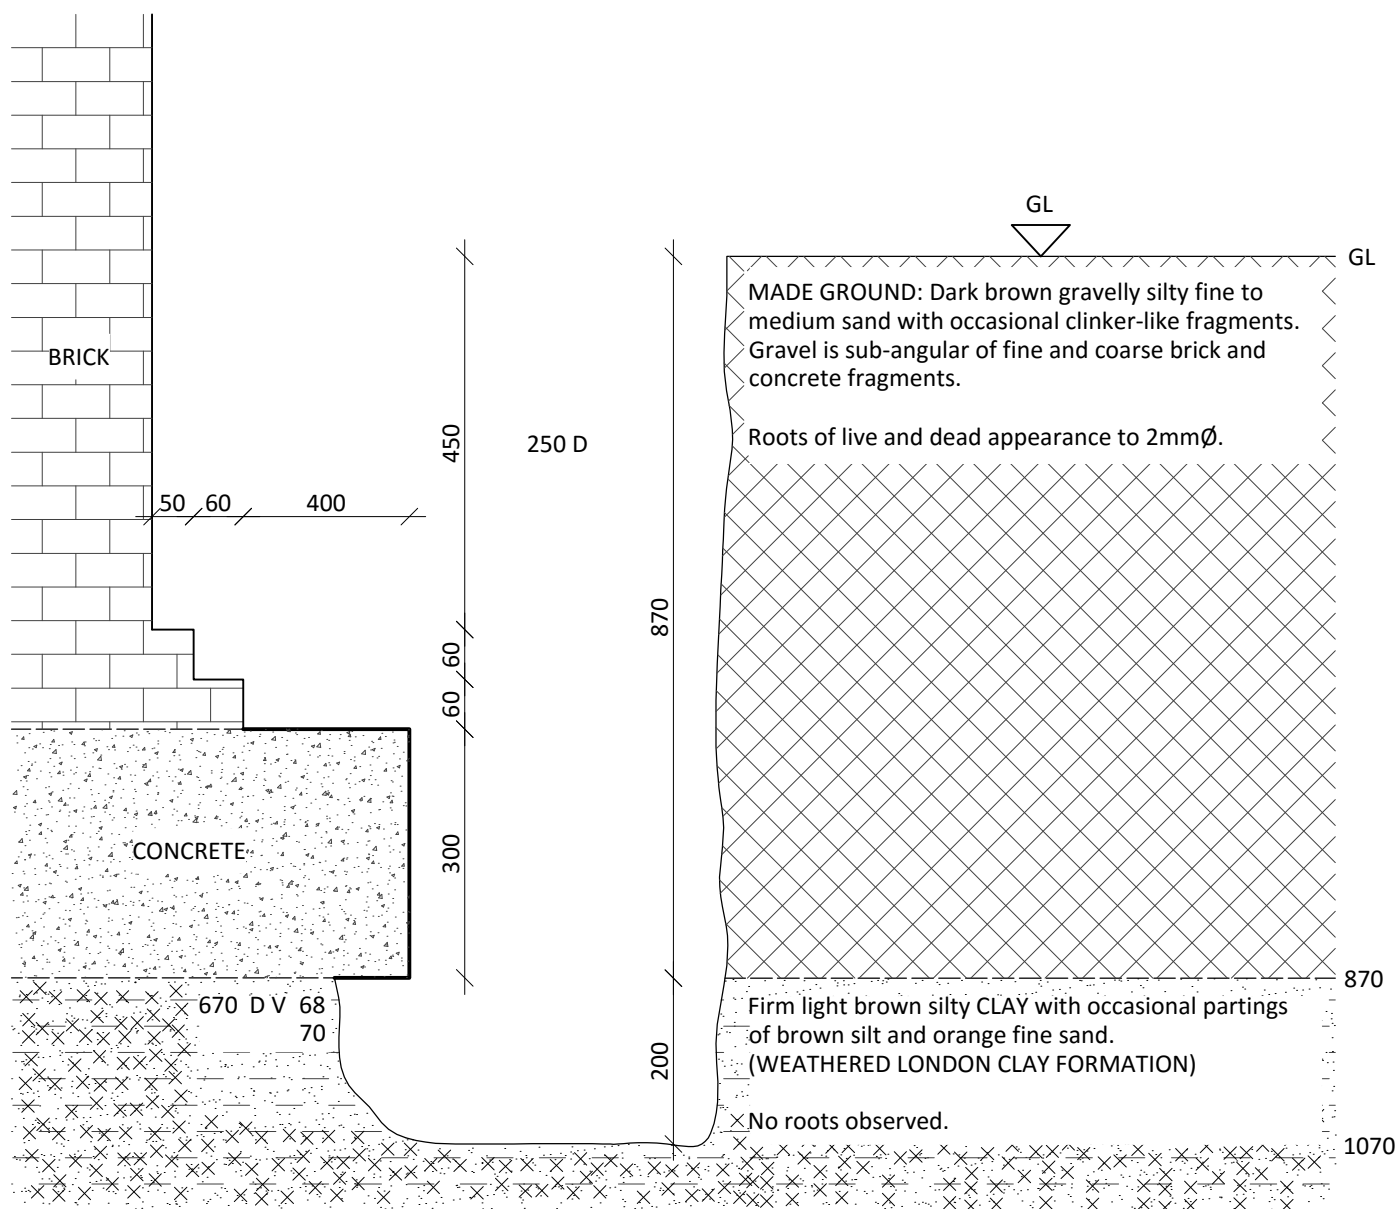 GL
GL
MADE GROUND: Dark brown gravelly silty fine to
medium sand with occasional clinker-like fragments.
Gravel is sub-angular of fine and coarse brick and
concrete fragments.
Roots of live and dead appearance to 2mmØ.
BRICK
450
250 D
50
60
400
870
60
60
CONCRETE
300
870
670 D V 68
70
Firm light brown silty CLAY with occasional partings
of brown silt and orange fine sand.
(WEATHERED LONDON CLAY FORMATION)
No roots observed.
200
1070